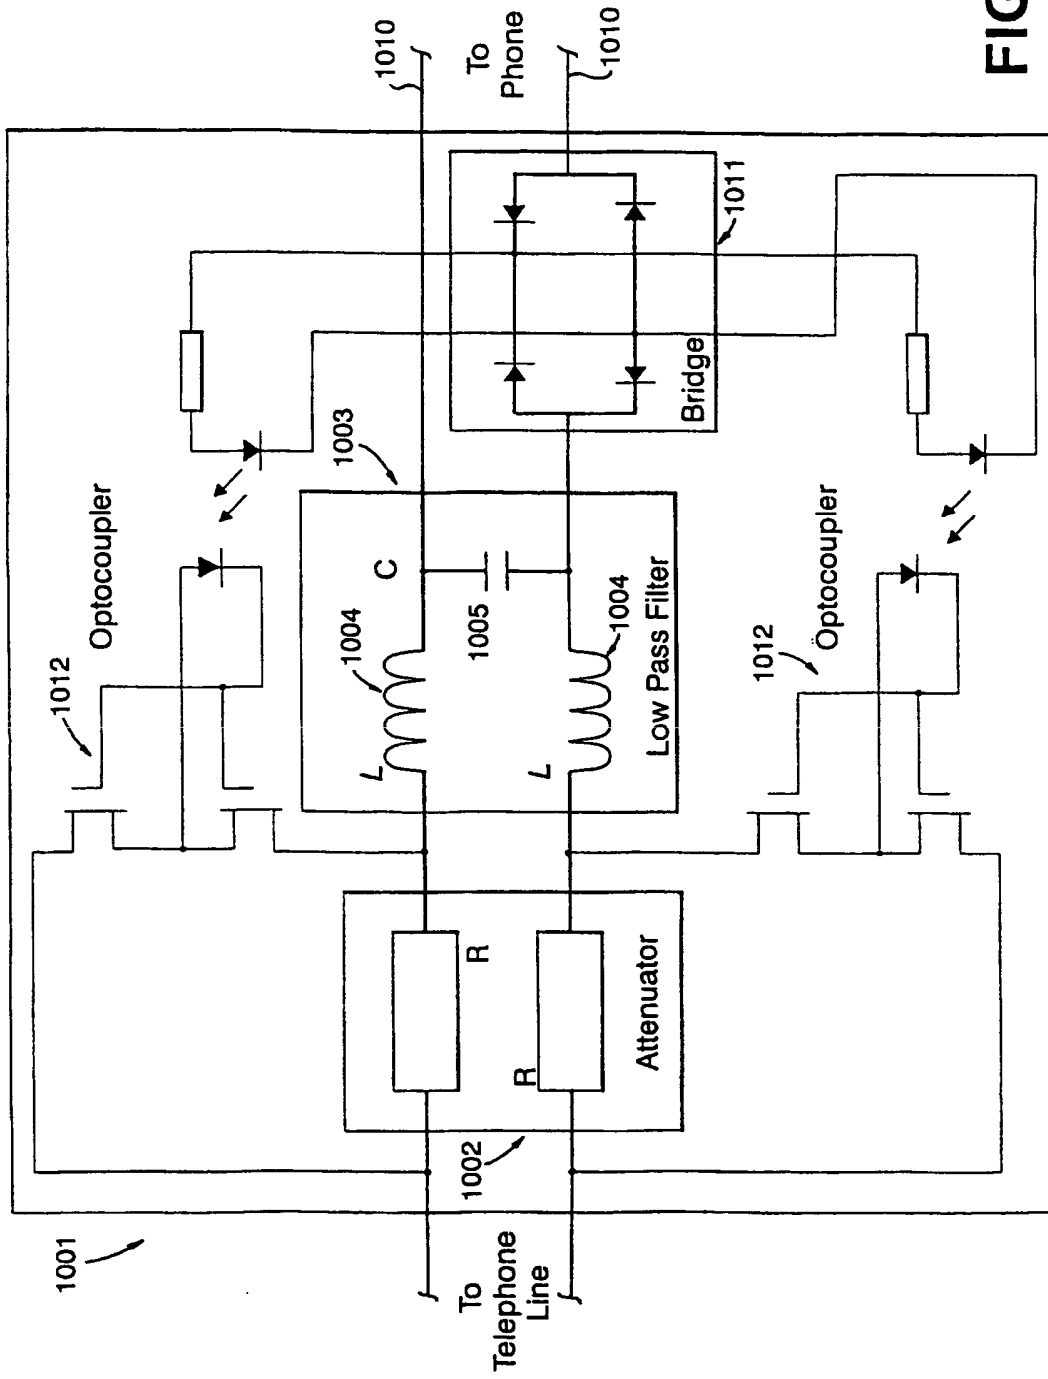 1001
To
Telephone
Line
1002
R
R
Attenuator
1012
Optocoupler
L
1004
C
1003
1005
L
1004
Low Pass Filter
1012
Optocoupler
Bridge
1011
1010
To
Phone
1010
FIG